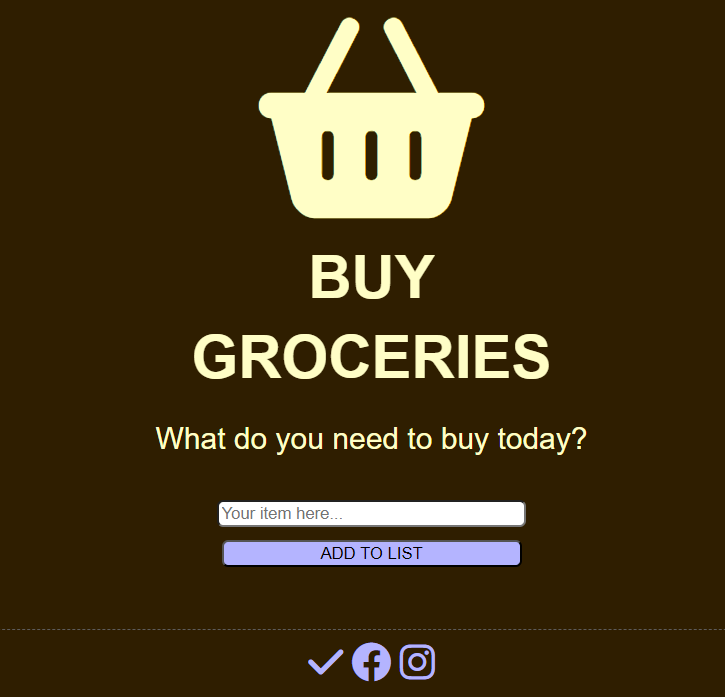 BUY
GROCERIES
What do you need to buy today?
Your item here...
ADD TO LIST